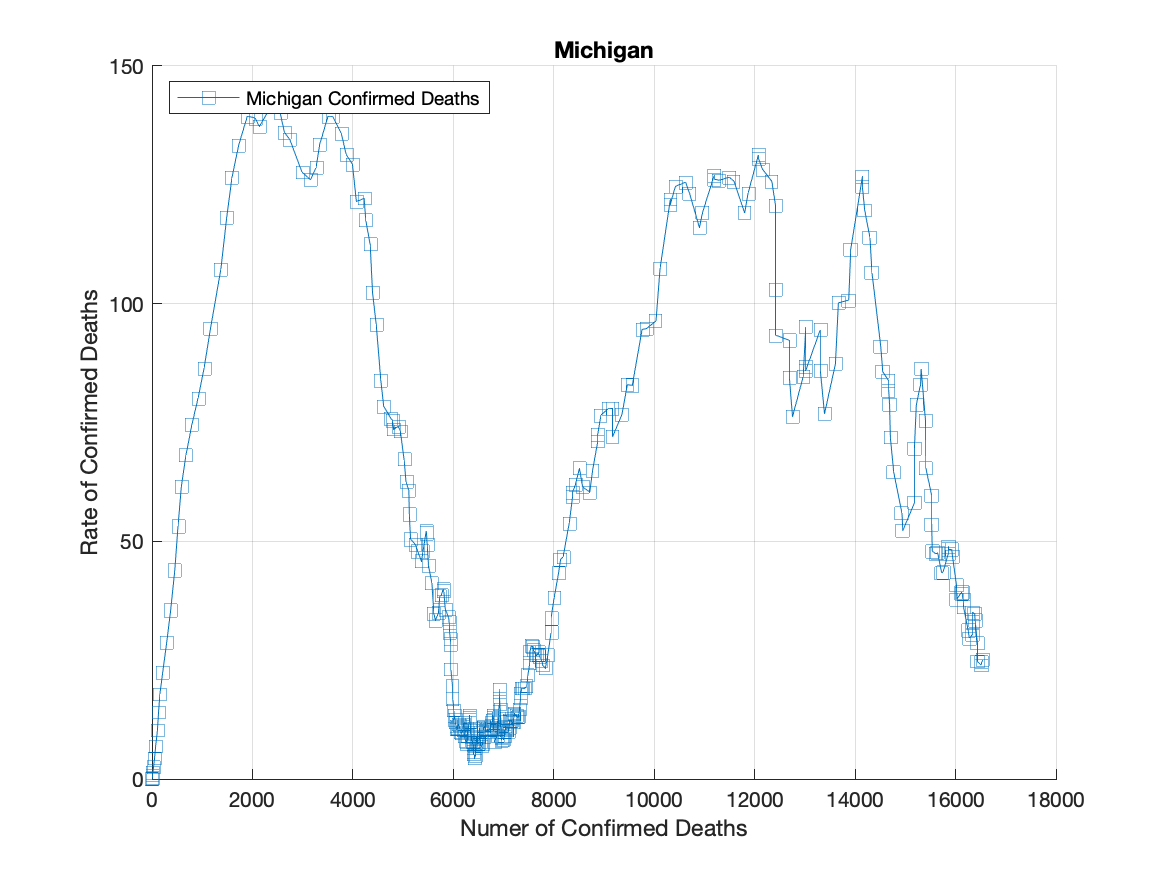 Michigan
150
Michigan Confirmed Deaths
100
50
0
Rate of Confirmed Deaths
0 2000 4000 6000 8000 10000 12000 14000 16000 18000
Numer of Confirmed Deaths